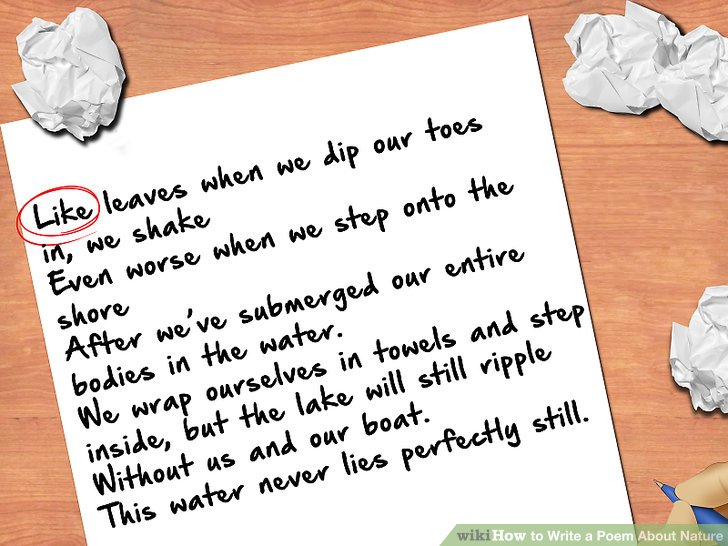 Like leaves when we dip our toes
in, we shake
Even worse when we step onto the
shore
After we've submerged our entire
bodies in the water.
We wrap ourselves in towels and step
inside, but the lake will still ripple
Without us and our boat.
This water never lies perfectly still.
wikiHow to Write a Poem About Nature